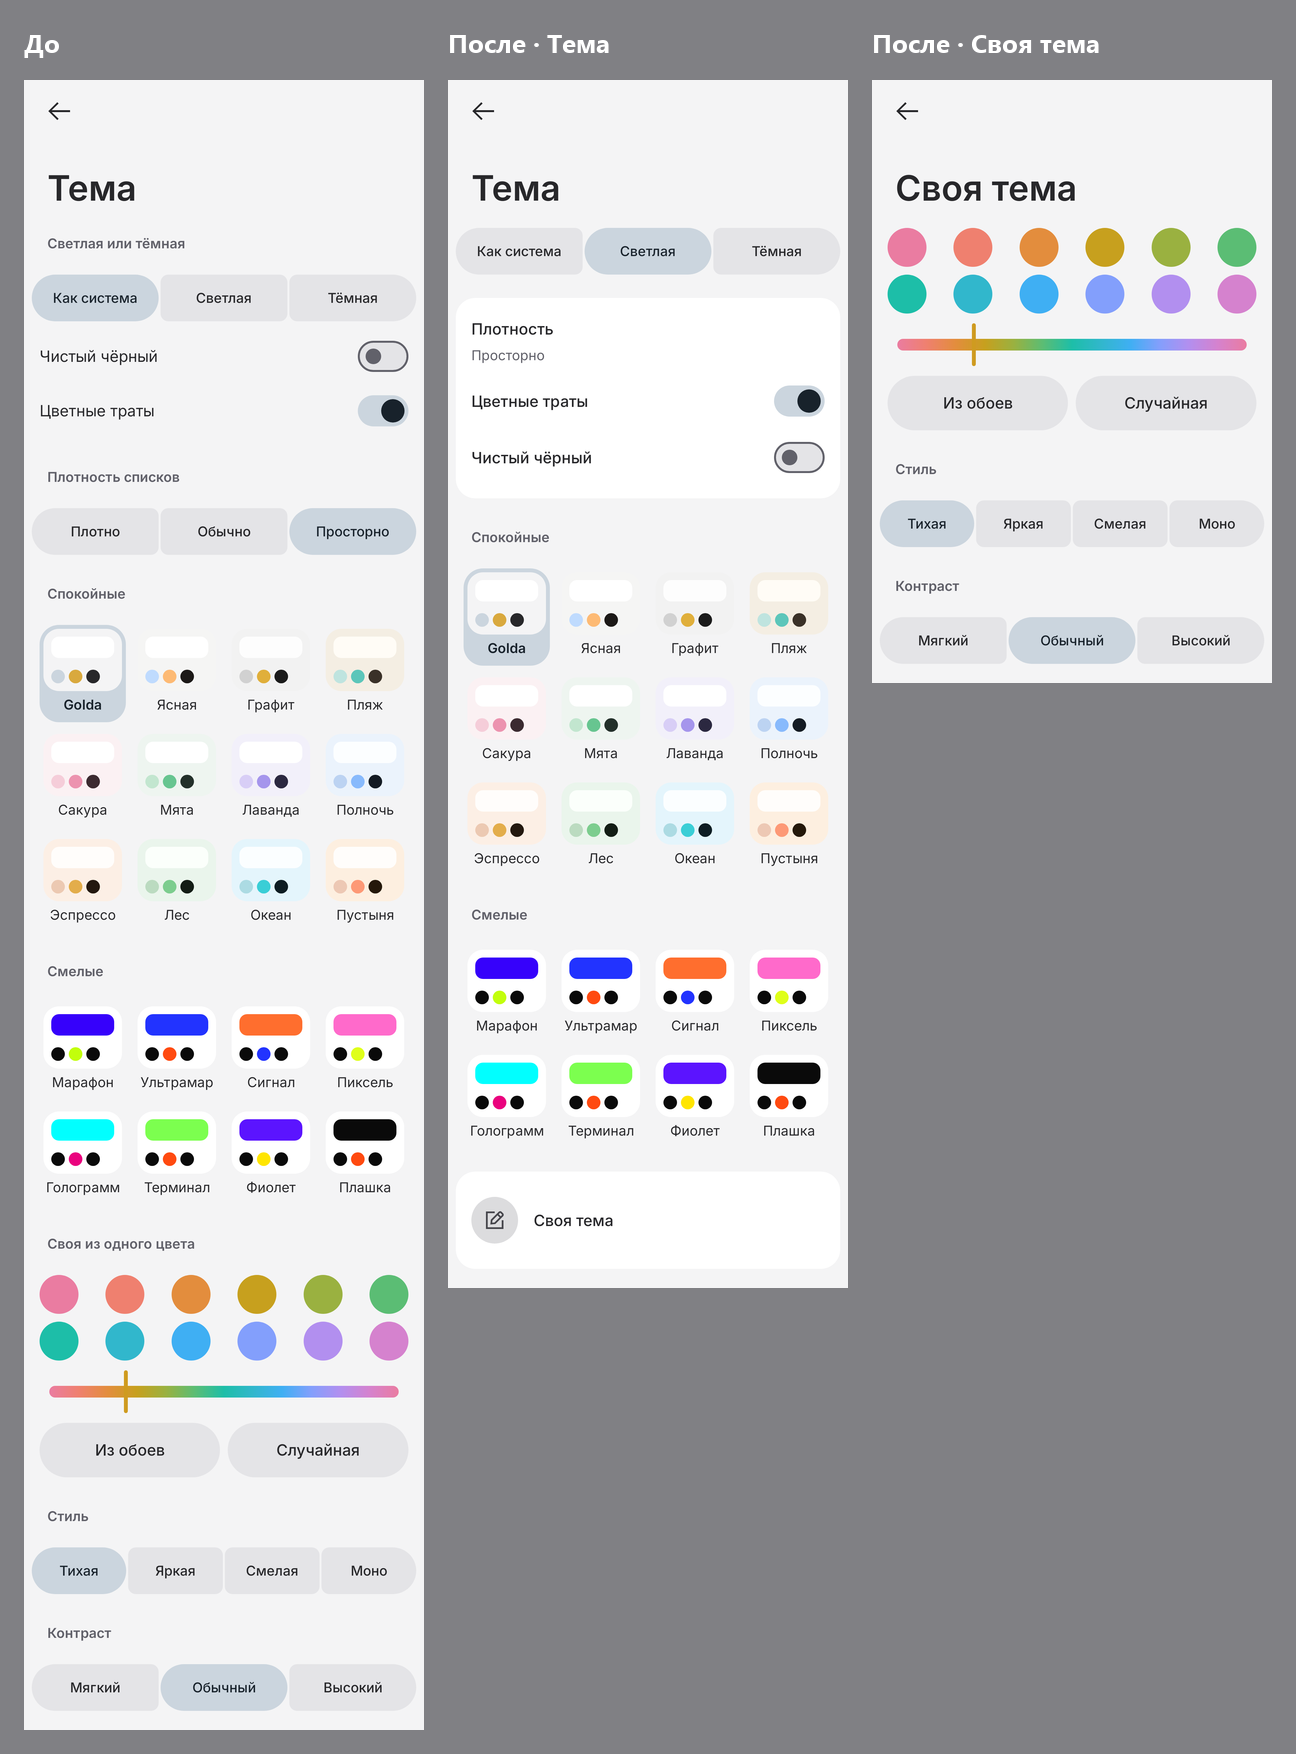 До
Тема
Светлая или тёмная
Как система
Светлая
Тёмная
Чистый чёрный
Цветные траты
Плотность списков
Плотно
Обычно
Просторно
Спокойные
Golda
Ясная
Графит
Пляж
Сакура
Мята
Лаванда
Полночь
Эспрессо
Лес
Океан
Пустыня
Смелые
Марафон
Ультрамар
Сигнал
Пиксель
Голограмм
Терминал
Фиолет
Плашка
Своя из одного цвета
Из обоев
Случайная
Стиль
Тихая
Яркая
Смелая
Моно
Контраст
Мягкий
Обычный
Высокий
После · Тема
Тема
Как система
Светлая
Тёмная
Плотность
Просторно
Цветные траты
Чистый чёрный
Спокойные
Golda
Ясная
Графит
Пляж
Сакура
Мята
Лаванда
Полночь
Эспрессо
Лес
Океан
Пустыня
Смелые
Марафон
Ультрамар
Сигнал
Пиксель
Голограмм
Терминал
Фиолет
Плашка
Своя тема
После · Своя тема
Своя тема
Из обоев
Случайная
Стиль
Тихая
Яркая
Смелая
Моно
Контраст
Мягкий
Обычный
Высокий